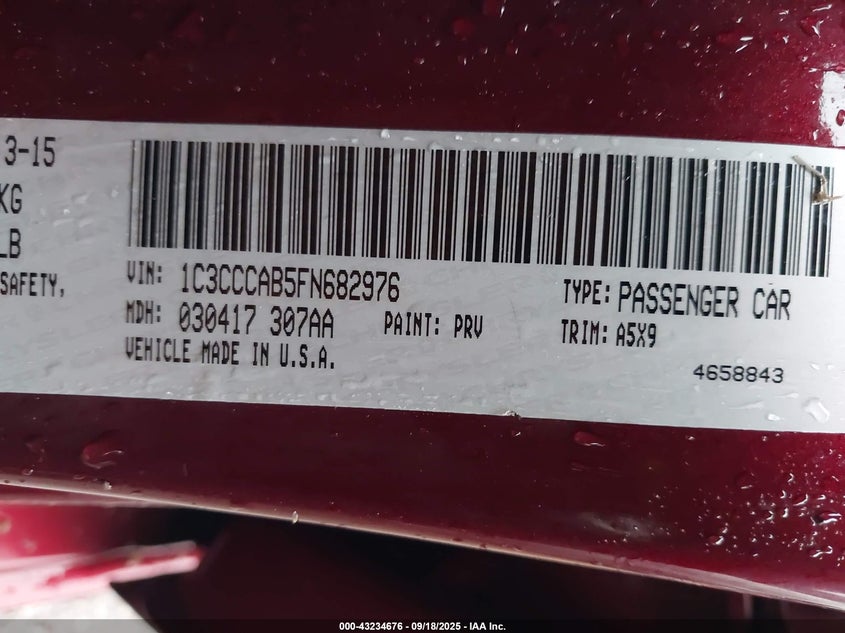 3-15
KG
LB
SAFETY,
VIN: 1C3CCCAB5FN682976
TYPE: PASSENGER CAR
MDH: 030417 307AA
PAINT: PRV
TRIM: A5X9
VEHICLE MADE IN U.S.A.
4658843
000-43234676 - 09/18/2025 - IAA Inc.